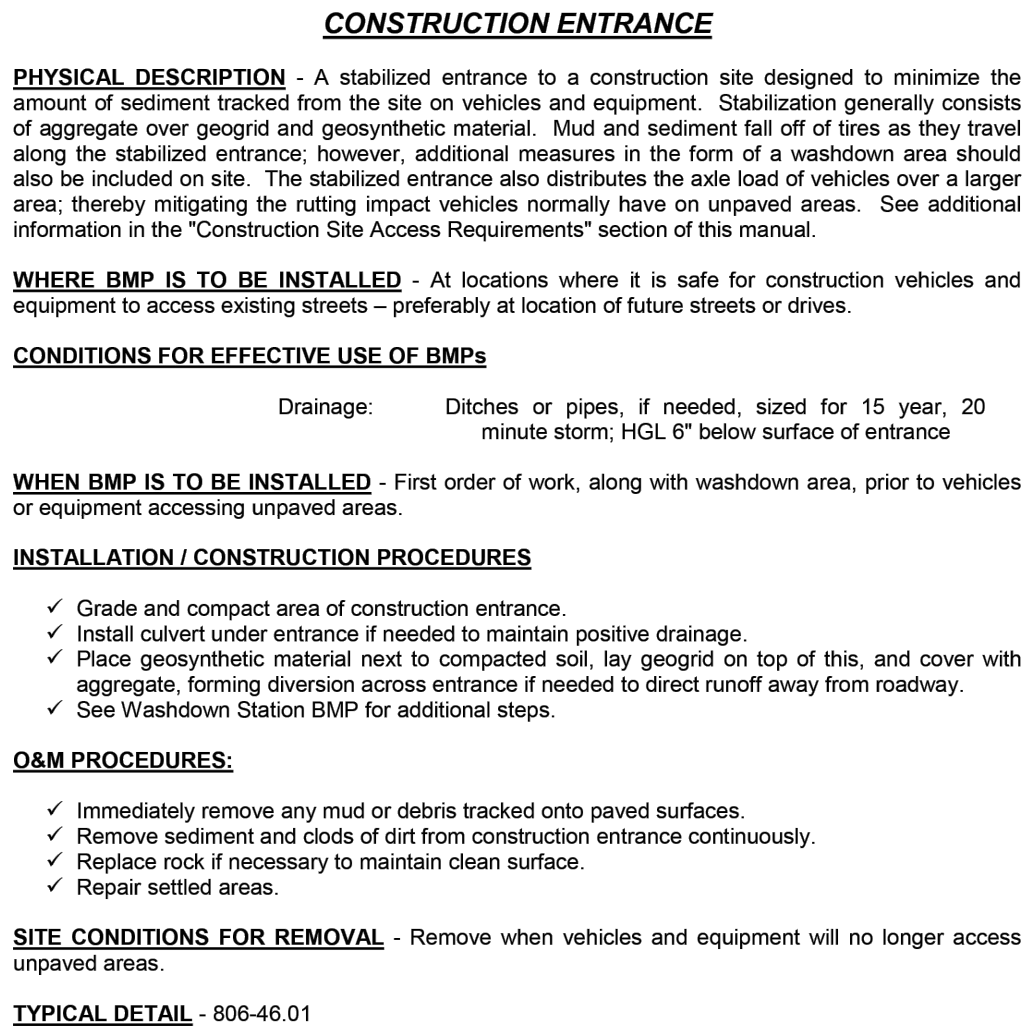 CONSTRUCTION ENTRANCE
PHYSICAL DESCRIPTION - A stabilized entrance to a construction site designed to minimize the
amount of sediment tracked from the site on vehicles and equipment. Stabilization generally consists
of aggregate over geogrid and geosynthetic material. Mud and sediment fall off of tires as they travel
along the stabilized entrance; however, additional measures in the form of a washdown area should
also be included on site. The stabilized entrance also distributes the axle load of vehicles over a larger
area; thereby mitigating the rutting impact vehicles normally have on unpaved areas. See additional
information in the "Construction Site Access Requirements" section of this manual.
WHERE BMP IS TO BE INSTALLED - At locations where it is safe for construction vehicles and
equipment to access existing streets – preferably at location of future streets or drives.
CONDITIONS FOR EFFECTIVE USE OF BMPs
Drainage: Ditches or pipes, if needed, sized for 15 year, 20
minute storm; HGL 6" below surface of entrance
WHEN BMP IS TO BE INSTALLED - First order of work, along with washdown area, prior to vehicles
or equipment accessing unpaved areas.
INSTALLATION / CONSTRUCTION PROCEDURES
✓ Grade and compact area of construction entrance.
✓ Install culvert under entrance if needed to maintain positive drainage.
✓ Place geosynthetic material next to compacted soil, lay geogrid on top of this, and cover with
aggregate, forming diversion across entrance if needed to direct runoff away from roadway.
✓ See Washdown Station BMP for additional steps.
O&M PROCEDURES:
✓ Immediately remove any mud or debris tracked onto paved surfaces.
✓ Remove sediment and clods of dirt from construction entrance continuously.
✓ Replace rock if necessary to maintain clean surface.
✓ Repair settled areas.
SITE CONDITIONS FOR REMOVAL - Remove when vehicles and equipment will no longer access
unpaved areas.
TYPICAL DETAIL - 806-46.01